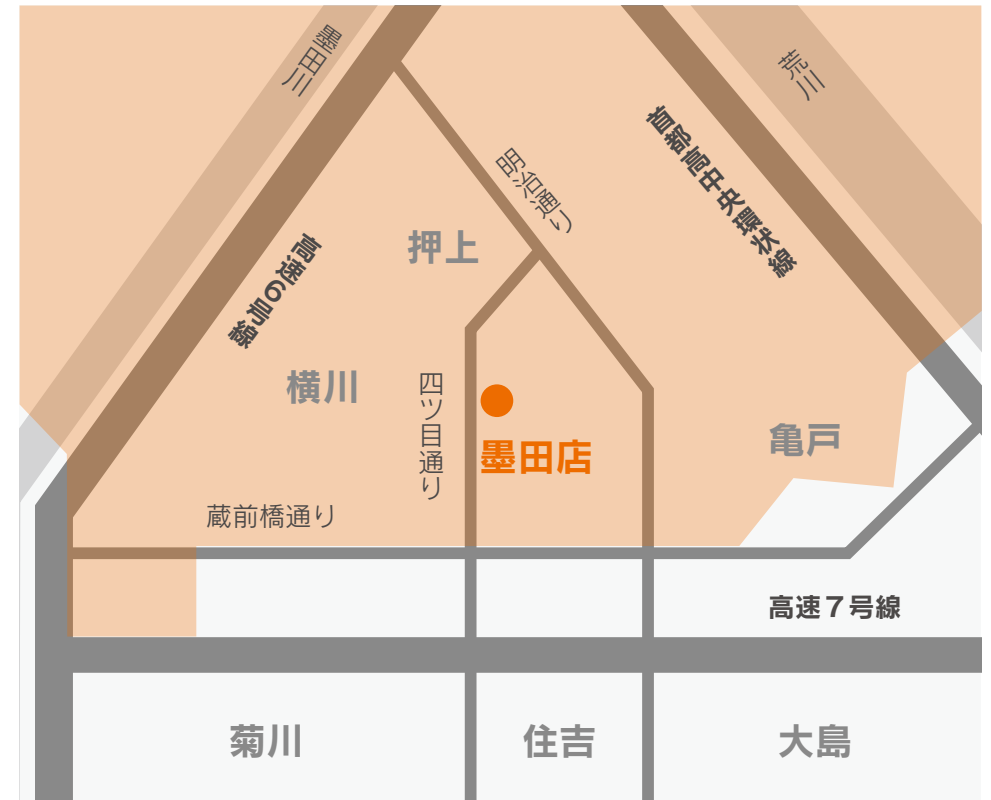 墨田川
荒川
首都高中央環状線
明治通り
押上
高速6号線
横川
四ツ目通り
墨田店
亀戸
蔵前橋通り
高速７号線
菊川
住吉
大島